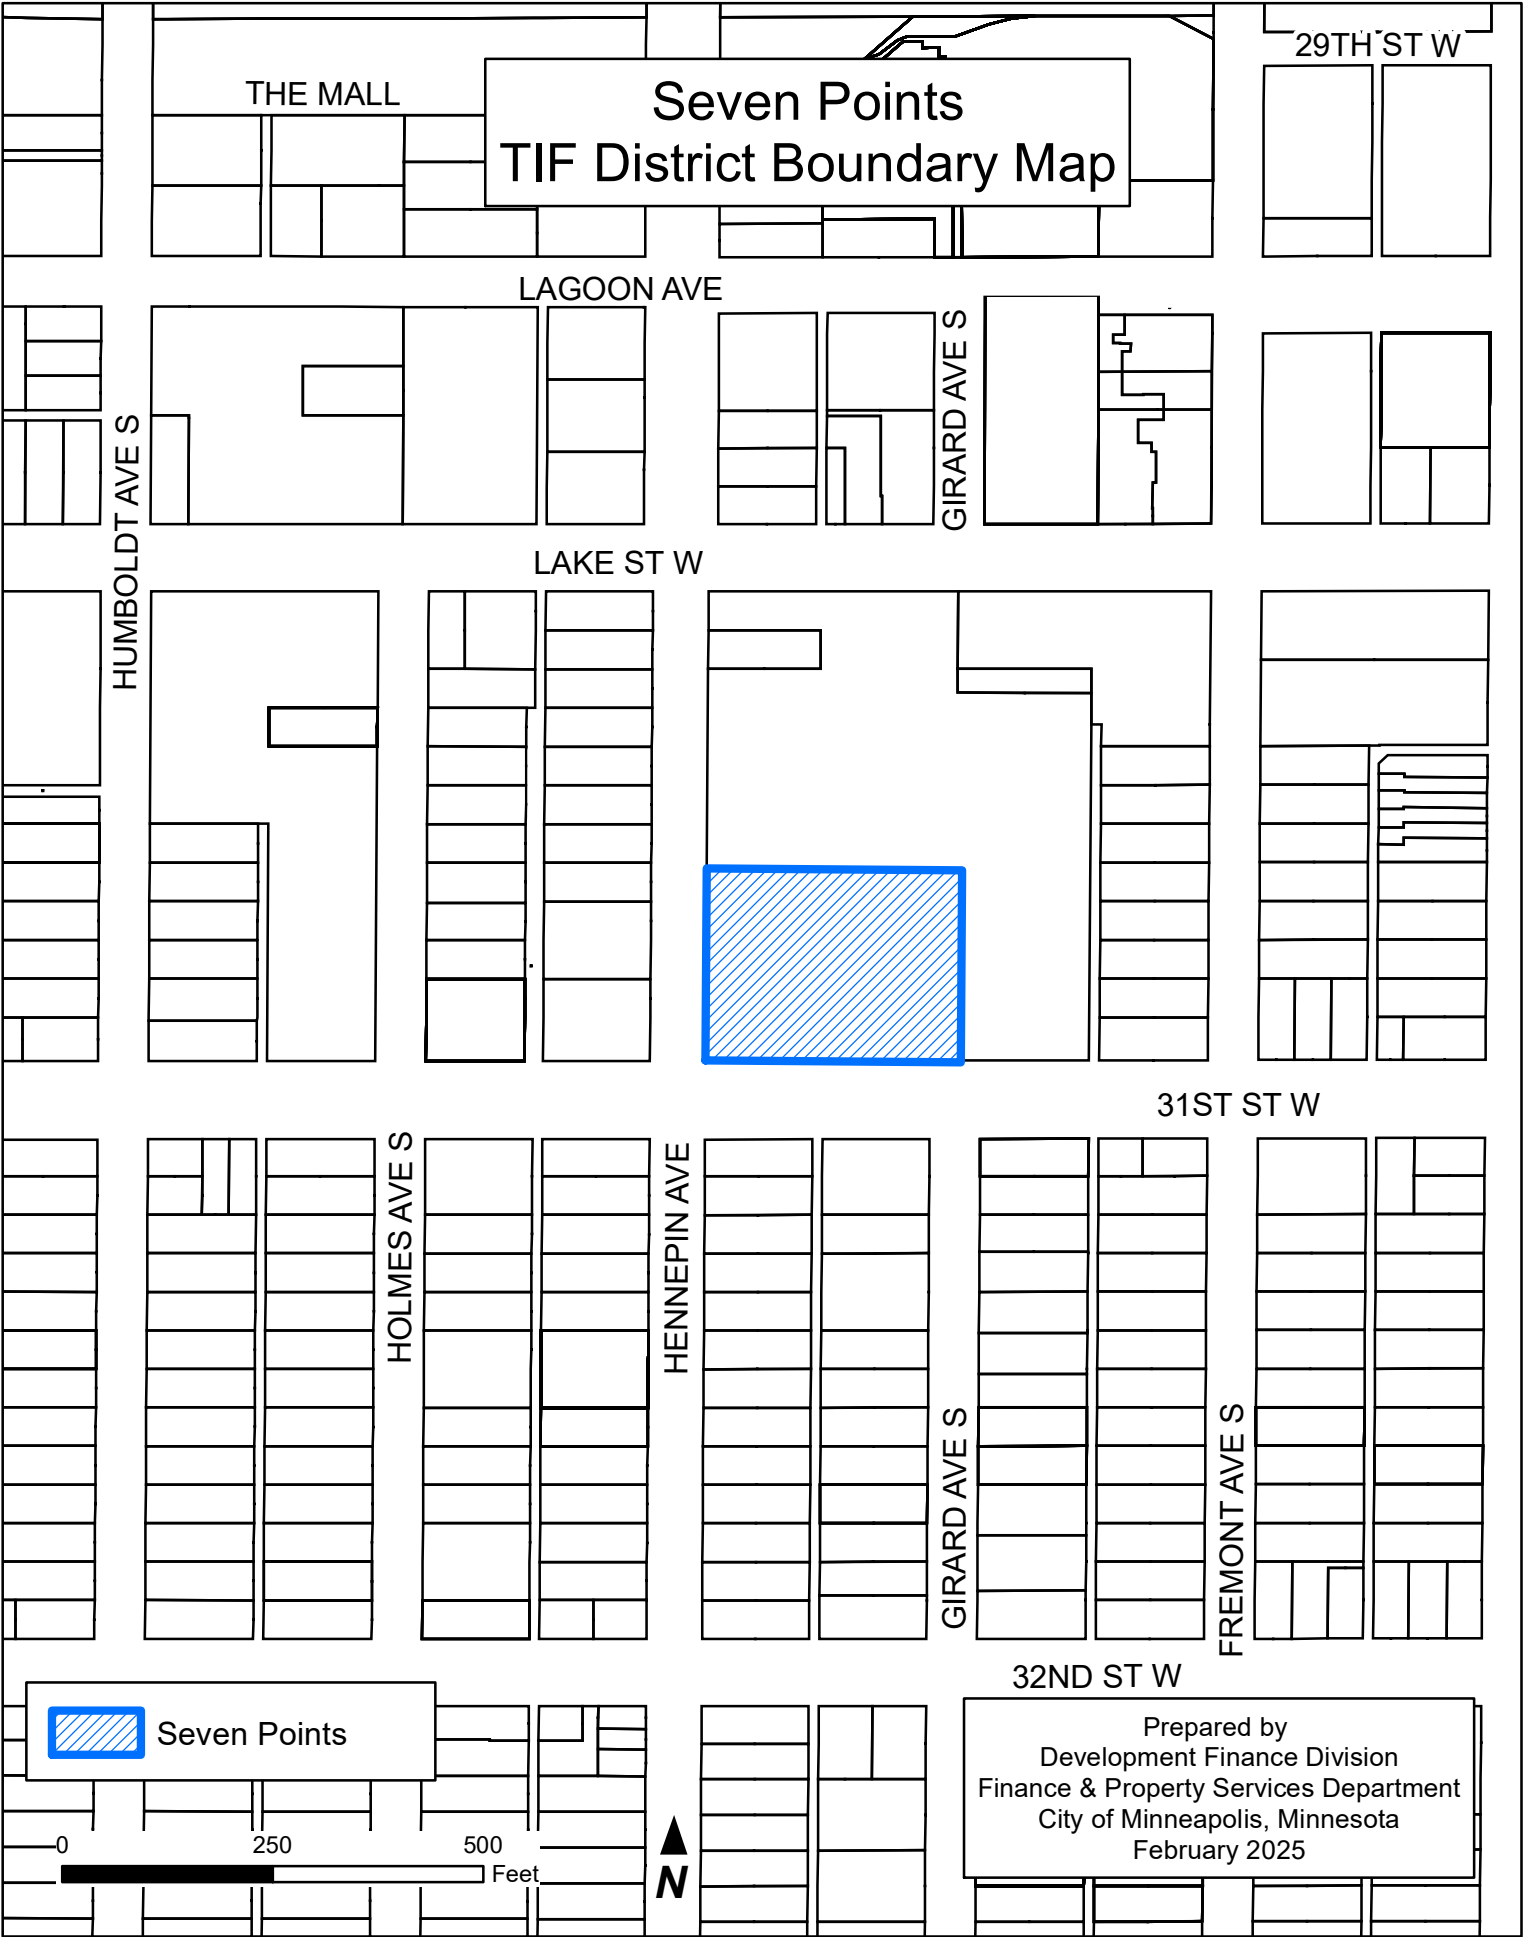 29TH ST W
THE MALL
Seven Points
TIF District Boundary Map
LAGOON AVE
GIRARD AVE S
HUMBOLDT AVE S
LAKE ST W
31ST ST W
HOLMES AVE S
HENNEPIN AVE
GIRARD AVE S
FREMONT AVE S
32ND ST W
Seven Points
Prepared by
Development Finance Division
Finance & Property Services Department
City of Minneapolis, Minnesota
February 2025
0 250 500
Feet
N